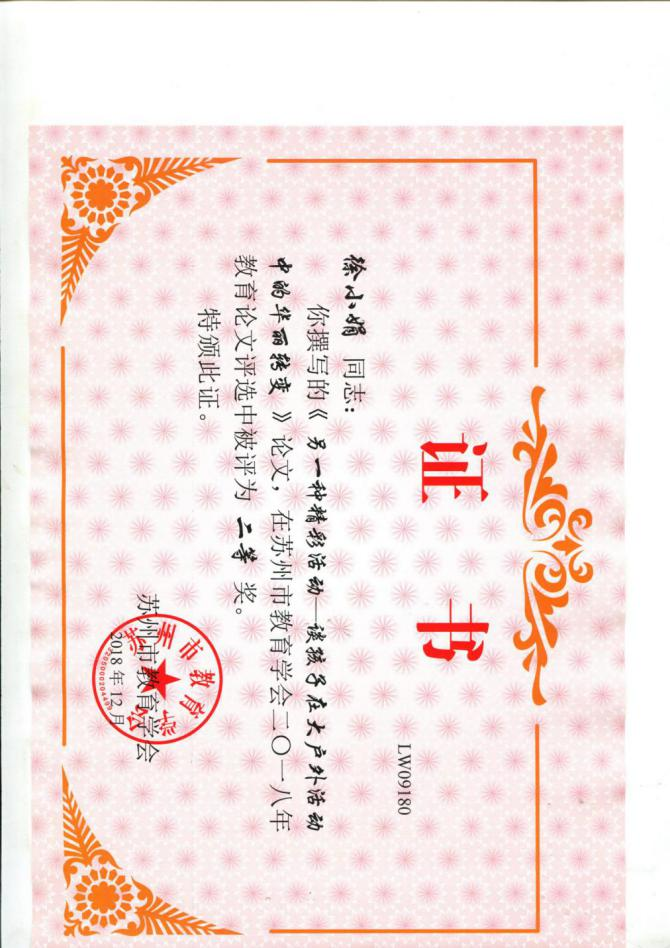 证 书
LW09180
徐小娟 同志：
你撰写的《 另一种精彩活动—谈孩子在大户外活动
中的华丽转变 》论文，在苏州市教育学会二〇一八年
教育论文评选中被评为 二等 奖。
特颁此证。
苏州市教育学会
2018年12月
苏州市教育学会